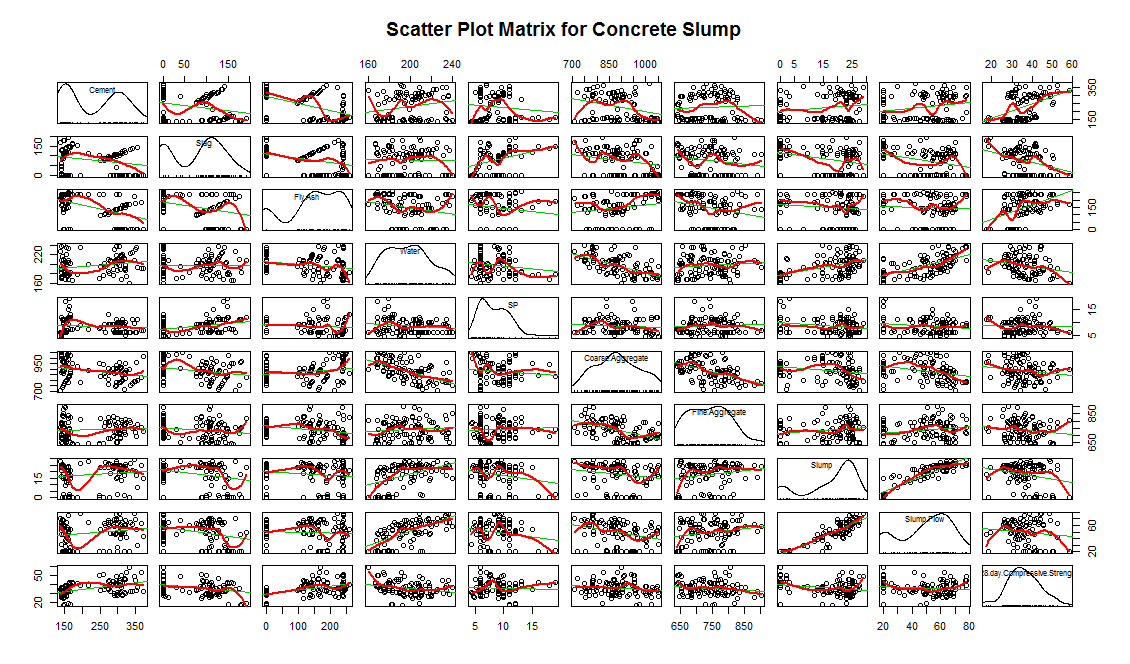 Scatter Plot Matrix for Concrete Slump
0 50 150
160 200 240
700 850 1000
0 5 15 25
20 30 40 50 60
Cement
150 350
Slag
0 150
Fly.Ash
0 150
Water
160 220
SP
5 15
Coarse.Aggregate
700 950
Fine.Aggregate
650 850
Slump
0 15
Slump.Flow
20 60
28.day.Compressive.Streng
20 50
150 250 350
0 100 200
5 10 15
650 750 850
20 40 60 80